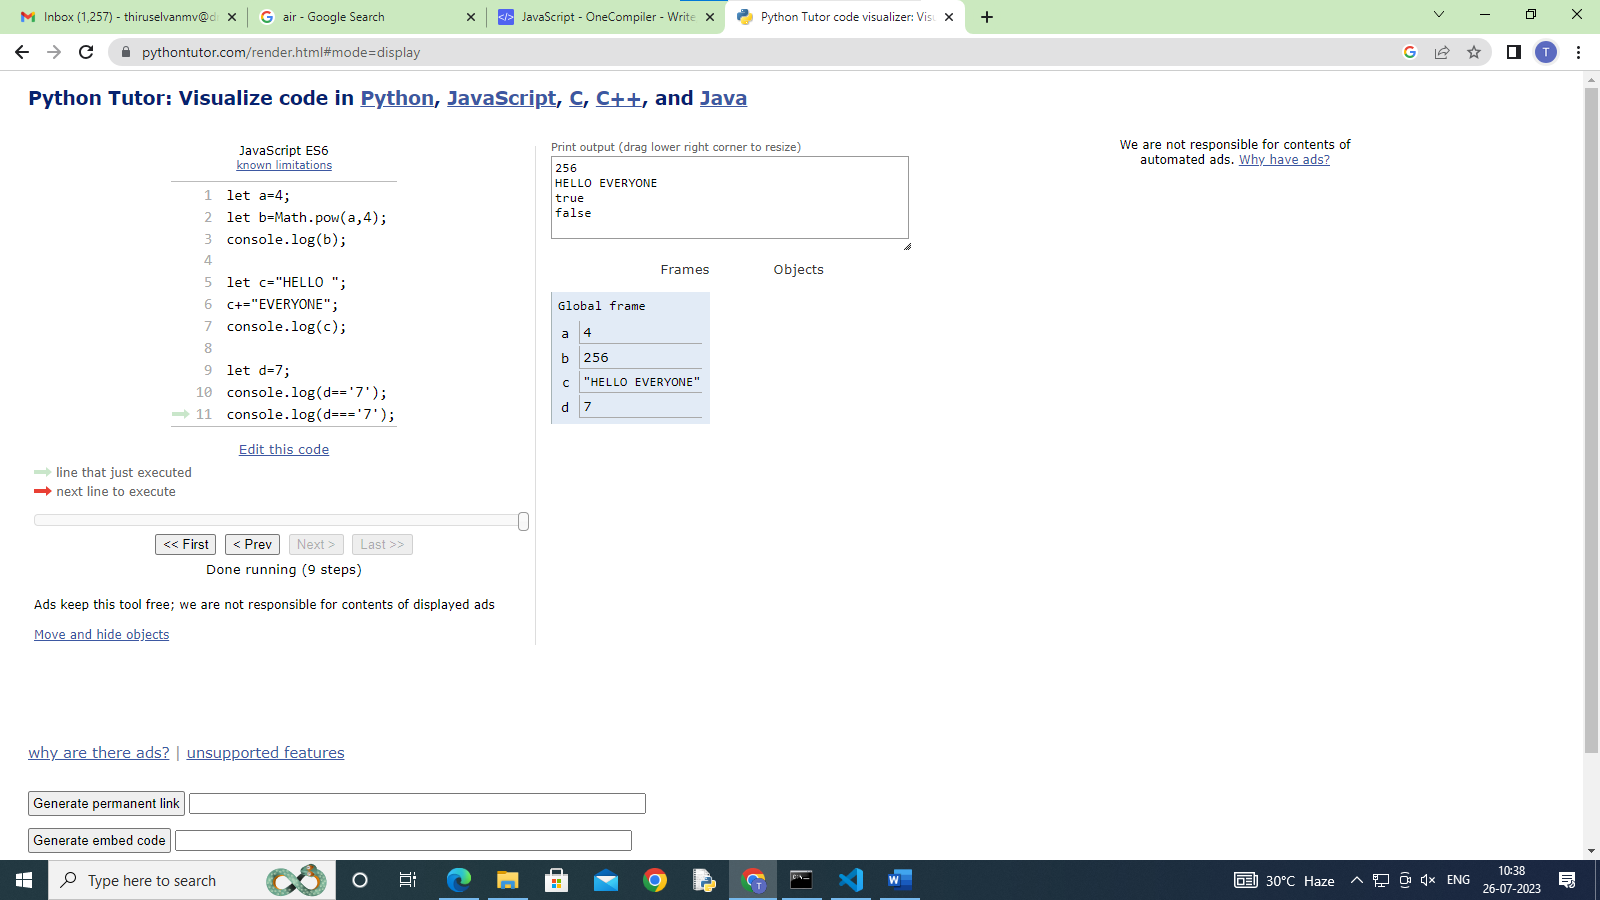 Inbox (1,257) - thiruselvanmv@d
air - Google Search
JavaScript - OneCompiler - Write
Python Tutor code visualizer: Visu
pythontutor.com/render.html#mode=display
T
Python Tutor: Visualize code in Python, JavaScript, C, C++, and Java
JavaScript ES6
known limitations
1 let a=4;
2 let b=Math.pow(a,4);
3 console.log(b);
4
5 let c="HELLO ";
6 c+="EVERYONE";
7 console.log(c);
8
9 let d=7;
10 console.log(d=='7');
11 console.log(d==='7');
Edit this code
line that just executed
next line to execute
<< First
< Prev
Next >
Last >>
Done running (9 steps)
Ads keep this tool free; we are not responsible for contents of displayed ads
Move and hide objects
Print output (drag lower right corner to resize)
256
HELLO EVERYONE
true
false
Frames
Objects
Global frame
a 4
b 256
c "HELLO EVERYONE"
d 7
We are not responsible for contents of
automated ads. Why have ads?
why are there ads? | unsupported features
Generate permanent link
Generate embed code
Type here to search
30°C Haze
ENG
10:38
26-07-2023